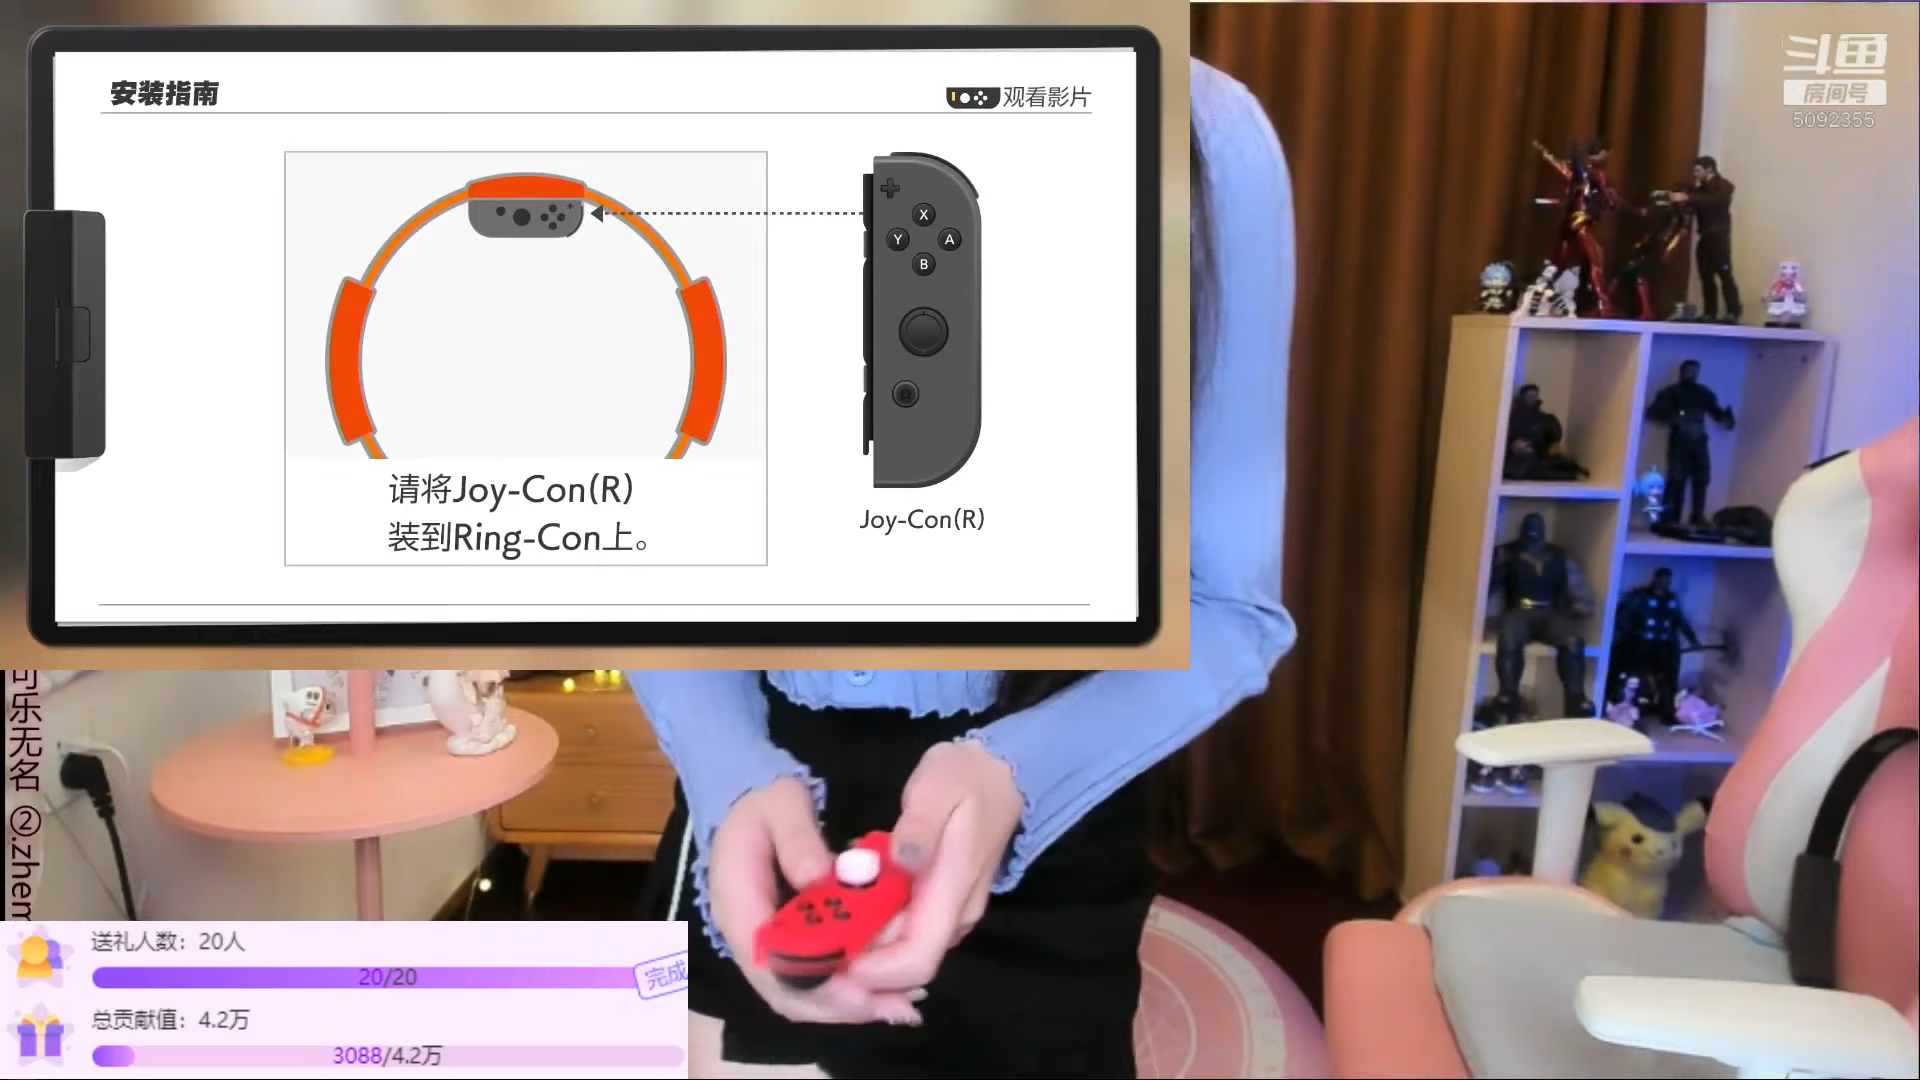 安装指南
观看影片
X
Y
A
B
请将Joy-Con(R)
装到Ring-Con上。
Joy-Con(R)
斗鱼
房间号
5092355
可乐无名 ②.zhem
送礼人数：20人
20/20
完成
总贡献值：4.2万
3088/4.2万